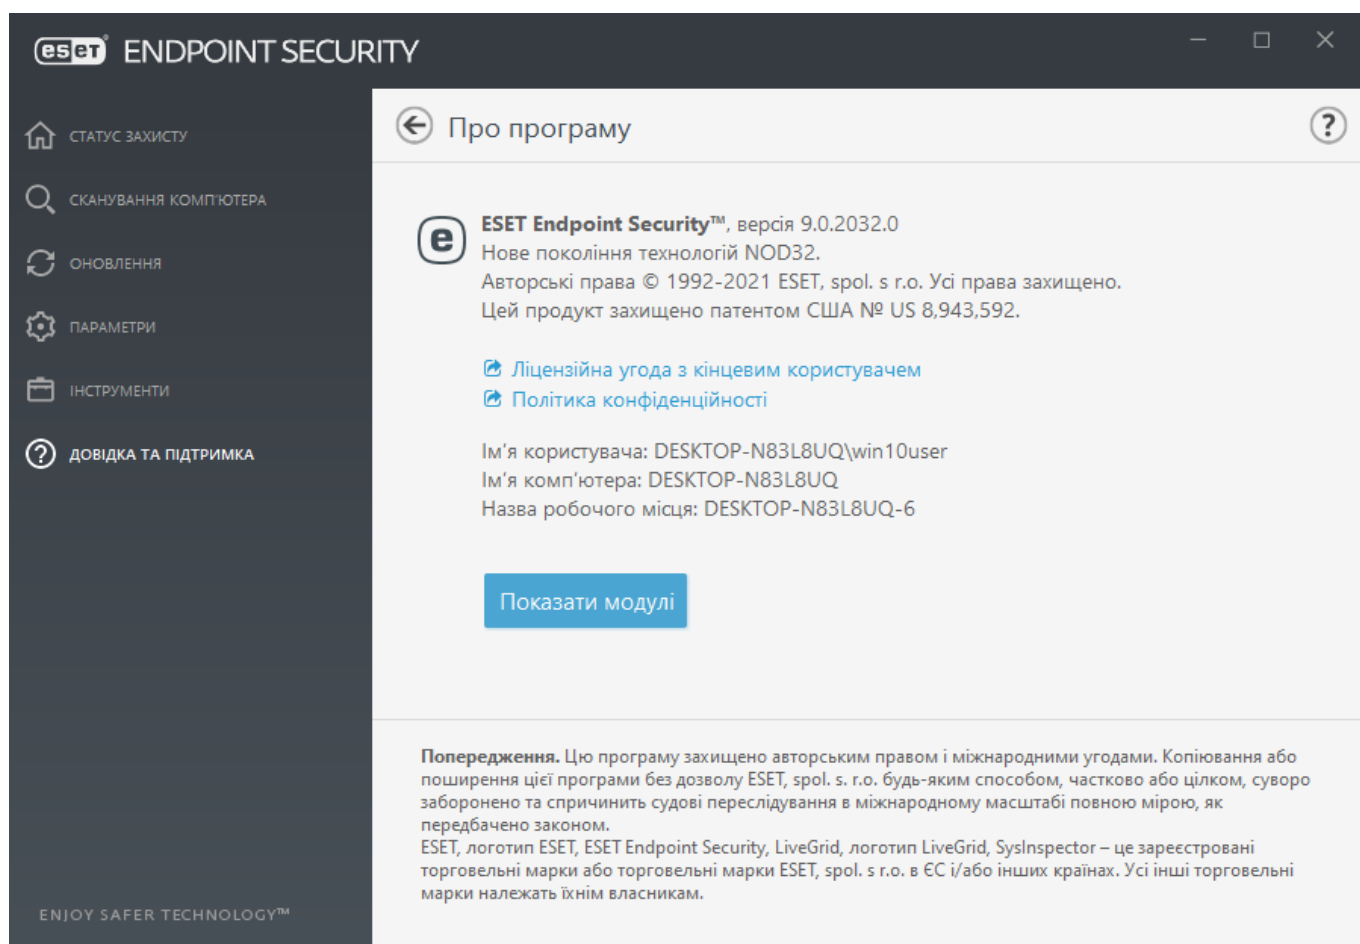 eset ENDPOINT SECURITY
СТАТУС ЗАХИСТУ
СКАНУВАННЯ КОМП'ЮТЕРА
ОНОВЛЕННЯ
ПАРАМЕТРИ
ІНСТРУМЕНТИ
ДОВІДКА ТА ПІДТРИМКА
ENJOY SAFER TECHNOLOGY™
Про програму
ESET Endpoint Security™, версія 9.0.2032.0
Нове покоління технологій NOD32.
Авторські права © 1992-2021 ESET, spol. s r.o. Усі права захищено.
Цей продукт захищено патентом США № US 8,943,592.
Ліцензійна угода з кінцевим користувачем
Політика конфіденційності
Ім'я користувача: DESKTOP-N83L8UQ\win10user
Ім'я комп'ютера: DESKTOP-N83L8UQ
Назва робочого місця: DESKTOP-N83L8UQ-6
Показати модулі
Попередження. Цю програму захищено авторським правом і міжнародними угодами. Копіювання або
поширення цієї програми без дозволу ESET, spol. s. r.o. будь-яким способом, частково або цілком, суворо
заборонено та спричинить судові переслідування в міжнародному масштабі повною мірою, як
передбачено законом.
ESET, логотип ESET, ESET Endpoint Security, LiveGrid, логотип LiveGrid, SysInspector – це зареєстровані
торговельні марки або торговельні марки ESET, spol. s r.o. в ЄС і/або інших країнах. Усі інші торговельні
марки належать їхнім власникам.